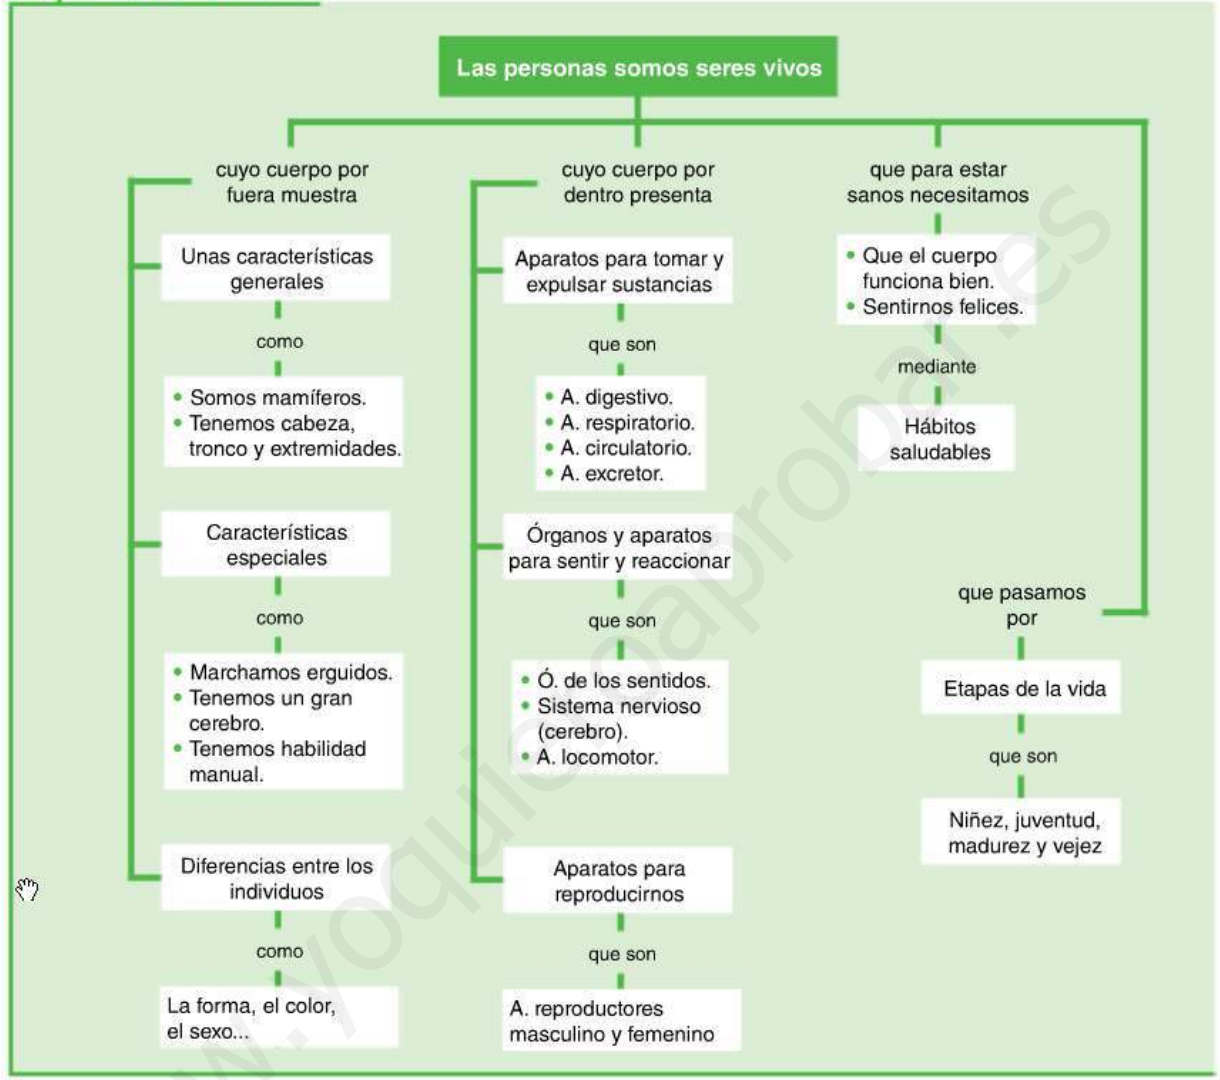 Las personas somos seres vivos
cuyo cuerpo por
fuera muestra
Unas características
generales
como
• Somos mamíferos.
• Tenemos cabeza,
tronco y extremidades.
Características
especiales
como
• Marchamos erguidos.
• Tenemos un gran
cerebro.
• Tenemos habilidad
manual.
Diferencias entre los
individuos
como
La forma, el color,
el sexo...
cuyo cuerpo por
dentro presenta
Aparatos para tomar y
expulsar sustancias
que son
• A. digestivo.
• A. respiratorio.
• A. circulatorio.
• A. excretor.
Órganos y aparatos
para sentir y reaccionar
que son
• Ó. de los sentidos.
• Sistema nervioso
(cerebro).
• A. locomotor.
Aparatos para
reproducirnos
que son
A. reproductores
masculino y femenino
que para estar
sanos necesitamos
• Que el cuerpo
funciona bien.
• Sentirnos felices.
mediante
Hábitos
saludables
que pasamos
por
Etapas de la vida
que son
Niñez, juventud,
madurez y vejez
w.yoquieroaprobar.es